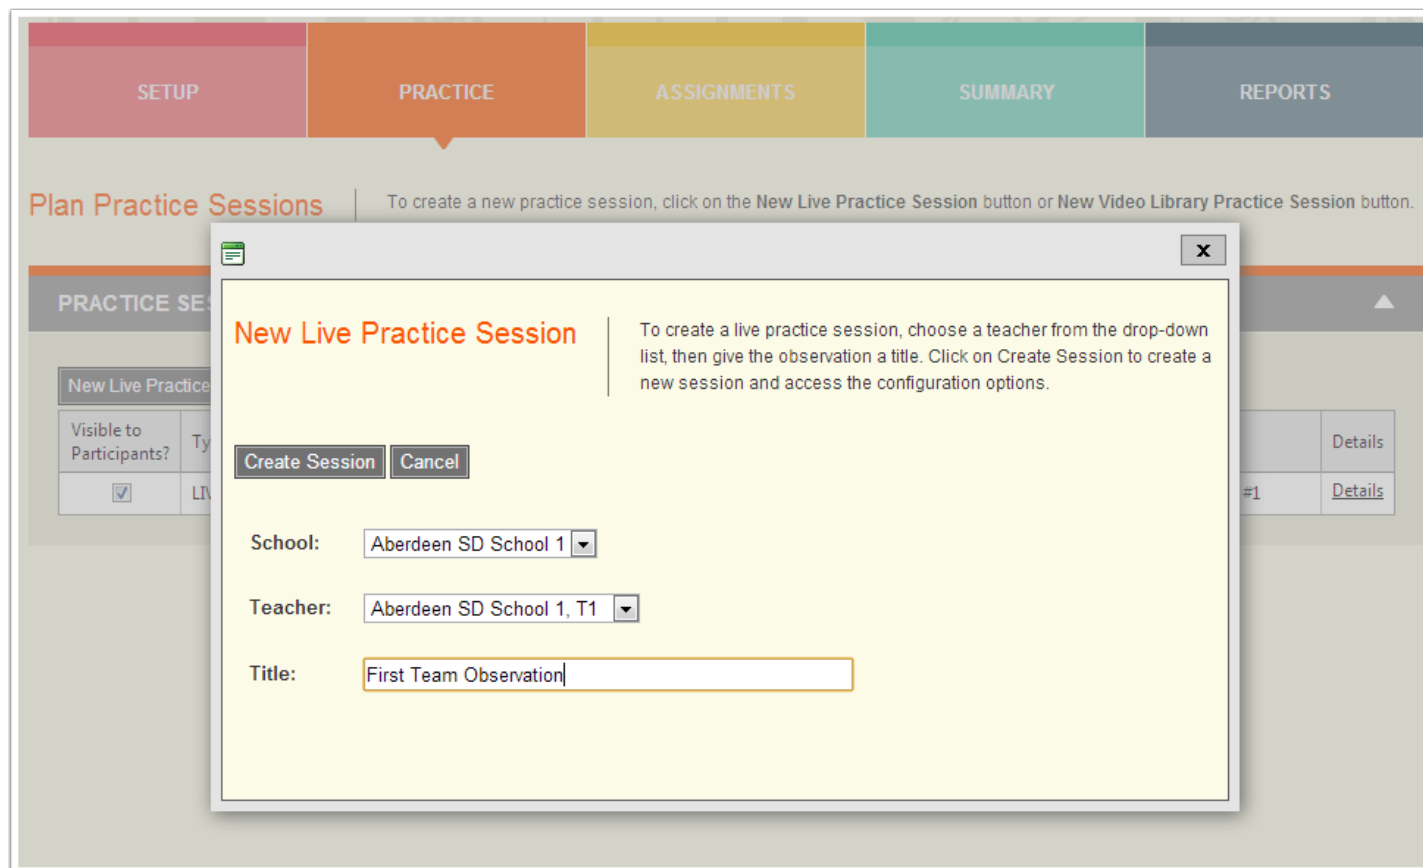 SETUP
PRACTICE
ASSIGNMENTS
SUMMARY
REPORTS
Plan Practice Sessions
To create a new practice session, click on the New Live Practice Session button or New Video Library Practice Session button.
PRACTICE
New Live Practice
Visible to
Participants?
Details
#1
Details
x
New Live Practice Session
To create a live practice session, choose a teacher from the drop-down
list, then give the observation a title. Click on Create Session to create a
new session and access the configuration options.
Create Session
Cancel
School:
Aberdeen SD School 1
Teacher:
Aberdeen SD School 1, T1
Title:
First Team Observation